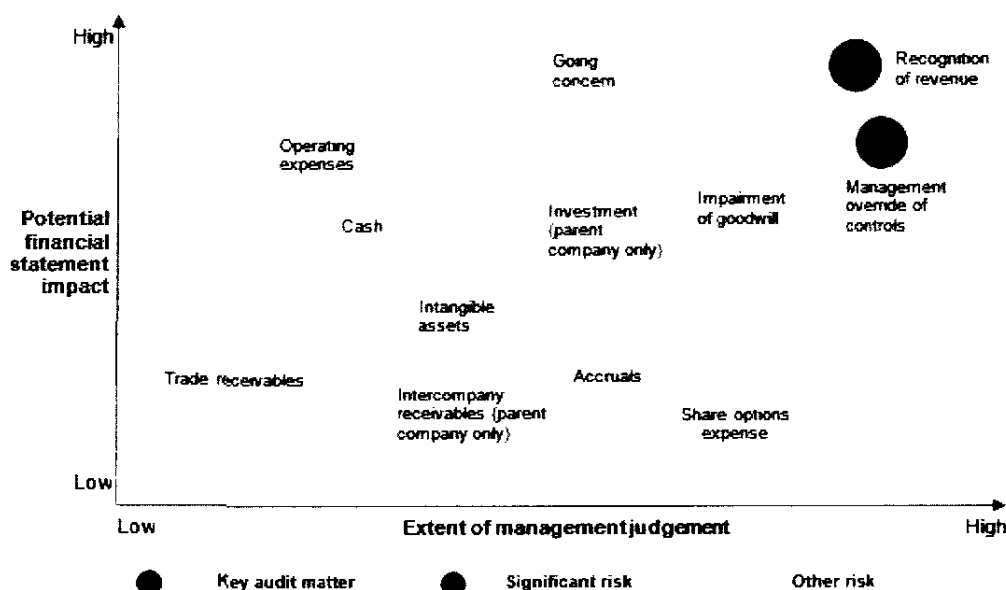 High
Going
concern
Recognition
of revenue
Operating
expenses
Management
override of
controls
Impairment
of goodwill
Investment
(parent
company only)
Cash
Potential
financial
statement
impact
Intangible
assets
Trade receivables
Accruals
Intercompany
receivables (parent
company only)
Share options
expense
Low
Low
Extent of management judgement
High
Key audit matter
Significant risk
Other risk